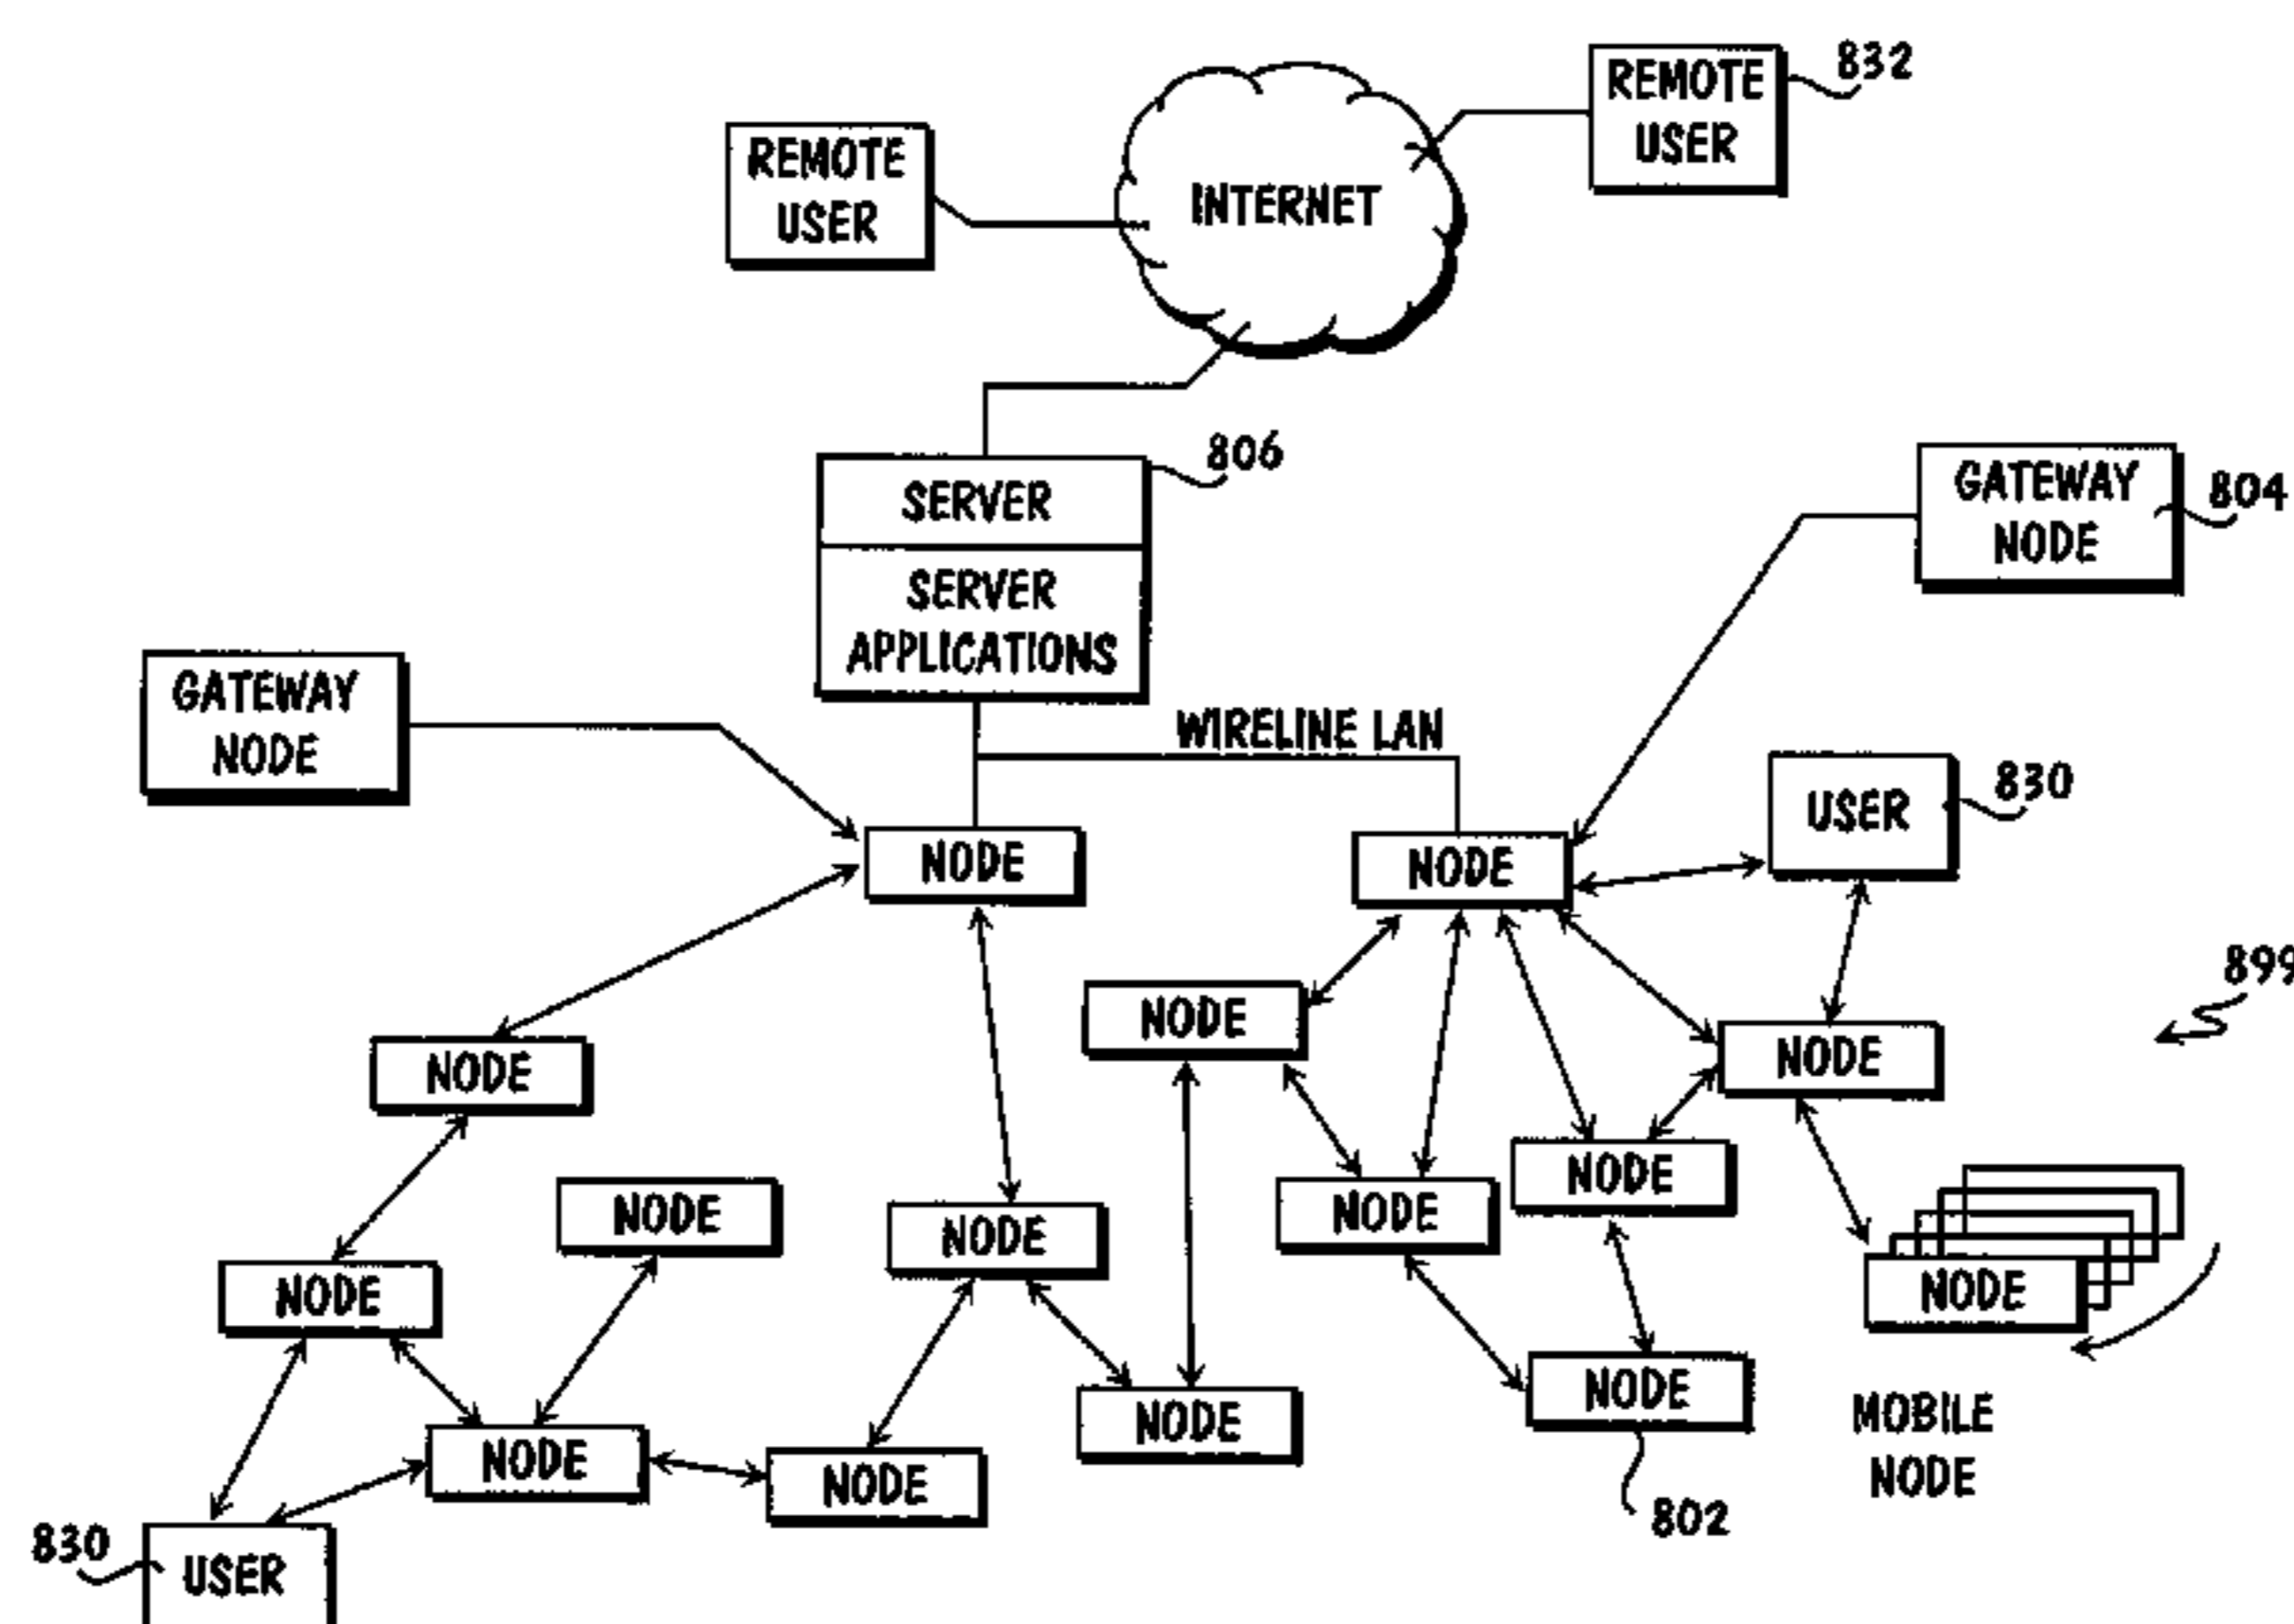 832
REMOTE
USER
REMOTE
USER
INTERNET
806
SERVER
GATEWAY
NODE
804
SERVER
APPLICATIONS
GATEWAY
NODE
WIRELINE LAN
USER
830
NODE
NODE
899
NODE
NODE
NODE
NODE
NODE
NODE
NODE
NODE
NODE
NODE
NODE
MOBILE
NODE
NODE
NODE
802
830
USER